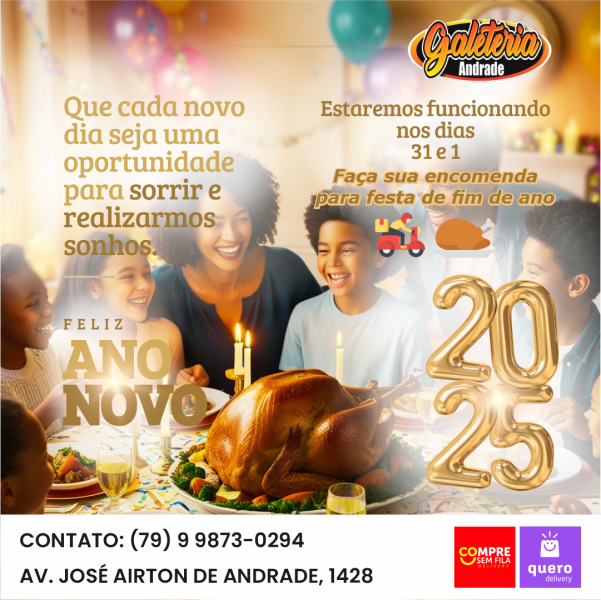 Galeteria
Andrade
Que cada novo
dia seja uma
oportunidade
para sorrir e
realizarmos
sonhos.
Estaremos funcionando
nos dias
31 e 1
Faça sua encomenda
para festa de fim de ano
FELIZ
ANO
NOVO
20
25
CONTATO: (79) 9 9873-0294
AV. JOSÉ AIRTON DE ANDRADE, 1428
COMPRE
SEM FILA
DELIVERY
quero
delivery